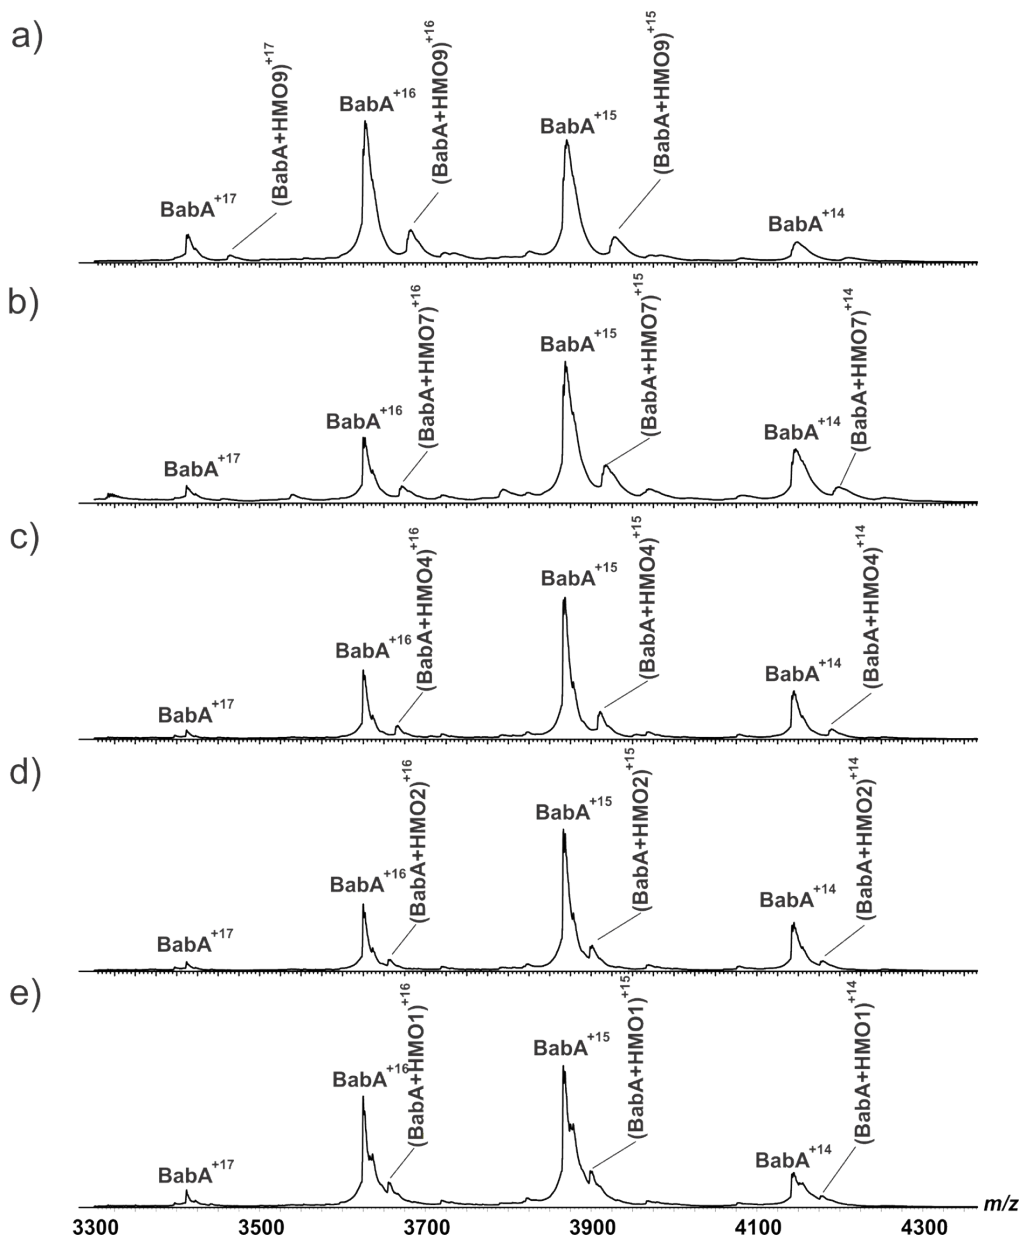 a)
BabA+17
(BabA+HMO9)+17
BabA+16
(BabA+HMO9)+16
BabA+15
(BabA+HMO9)+15
BabA+14
b)
BabA+17
BabA+16
(BabA+HMO7)+16
BabA+15
(BabA+HMO7)+15
BabA+14
(BabA+HMO7)+14
c)
BabA+17
BabA+16
(BabA+HMO4)+16
BabA+15
(BabA+HMO4)+15
BabA+14
(BabA+HMO4)+14
d)
BabA+17
BabA+16
(BabA+HMO2)+16
BabA+15
(BabA+HMO2)+15
BabA+14
(BabA+HMO2)+14
e)
BabA+17
BabA+16
(BabA+HMO1)+16
BabA+15
(BabA+HMO1)+15
BabA+14
(BabA+HMO1)+14
m/z
3300 3500 3700 3900 4100 4300